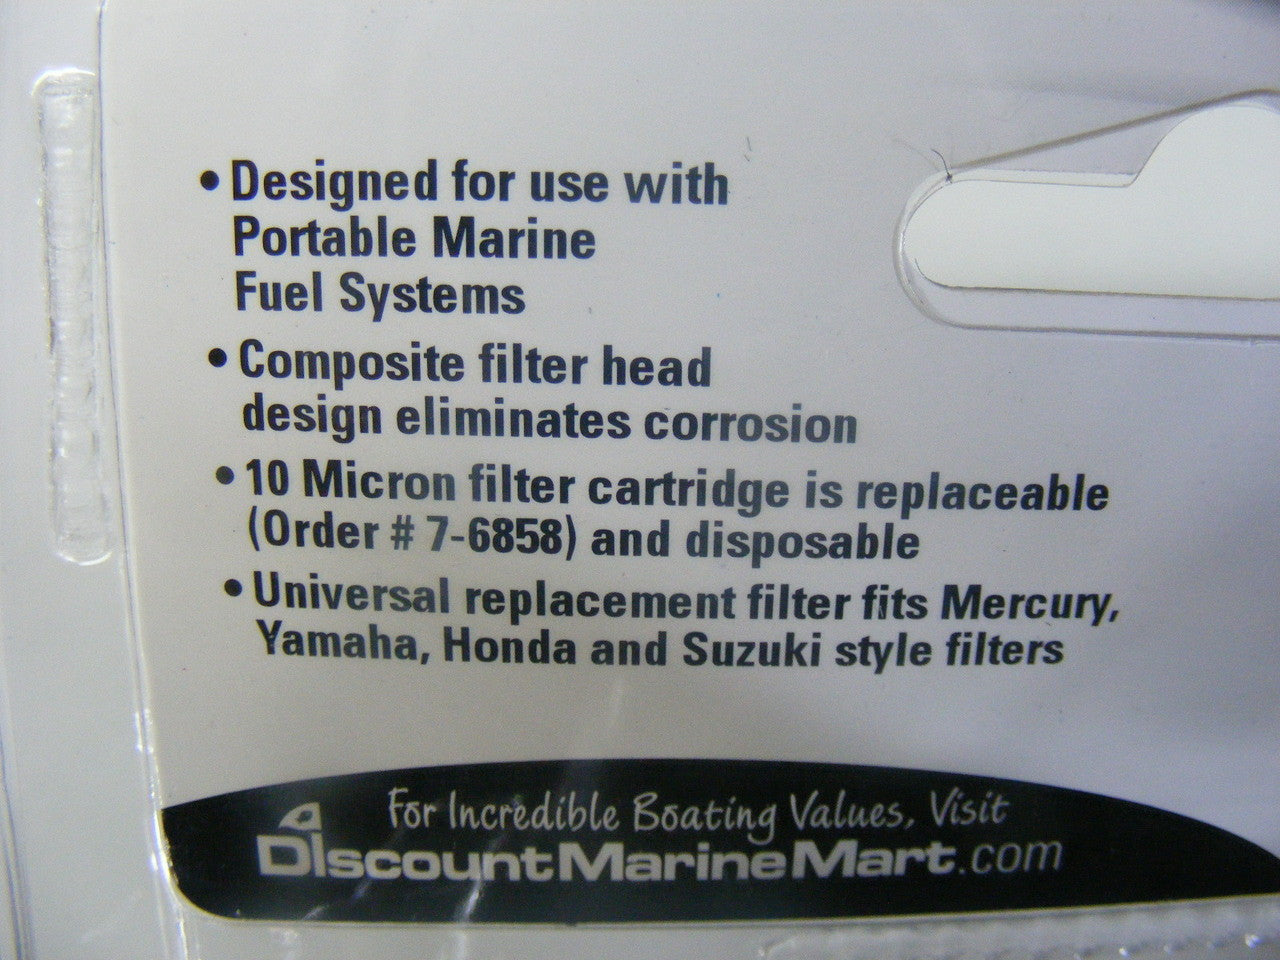 • Designed for use with
Portable Marine
Fuel Systems
• Composite filter head
design eliminates corrosion
• 10 Micron filter cartridge is replaceable
(Order # 7-6858) and disposable
• Universal replacement filter fits Mercury,
Yamaha, Honda and Suzuki style filters
For Incredible Boating Values, Visit
DiscountMarineMart.com